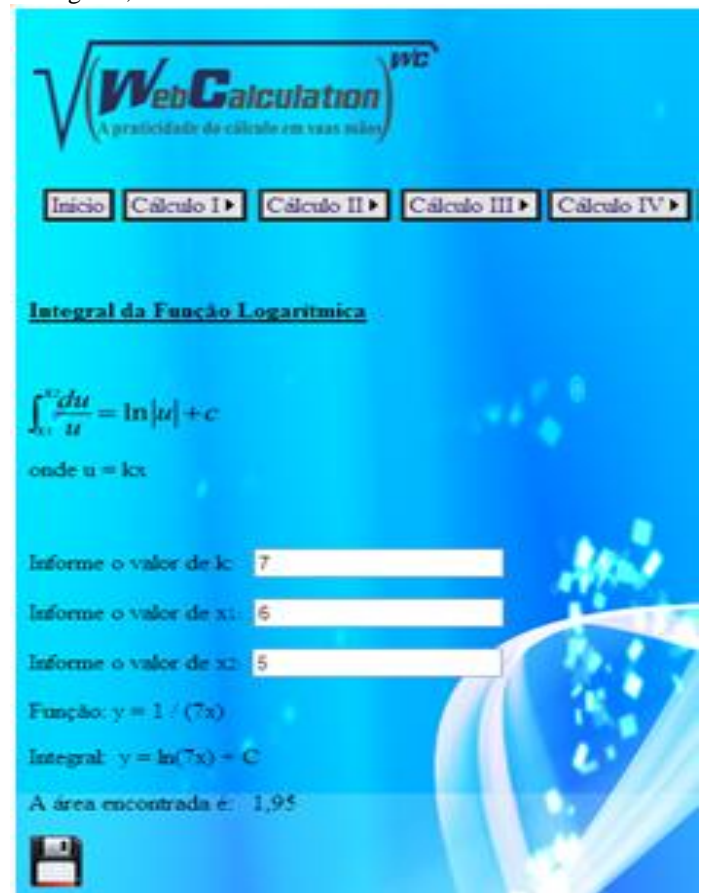 WebCalculation WC
A praticidade do cálculo em suas mãos
Início Cálculo I Cálculo II Cálculo III Cálculo IV
Integral da Função Logarítmica
∫x1x2 du/u = ln|u| + c
onde u = kx
Informe o valor de k: 7
Informe o valor de x1: 6
Informe o valor de x2: 5
Função: y = 1 / (7x)
Integral: y = ln(7x) + C
A área encontrada é: 1,95